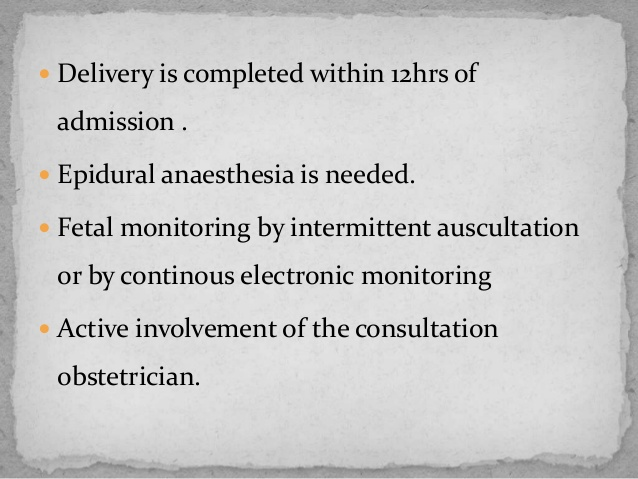 • Delivery is completed within 12hrs of
admission .
• Epidural anaesthesia is needed.
• Fetal monitoring by intermittent auscultation
or by continous electronic monitoring
• Active involvement of the consultation
obstetrician.